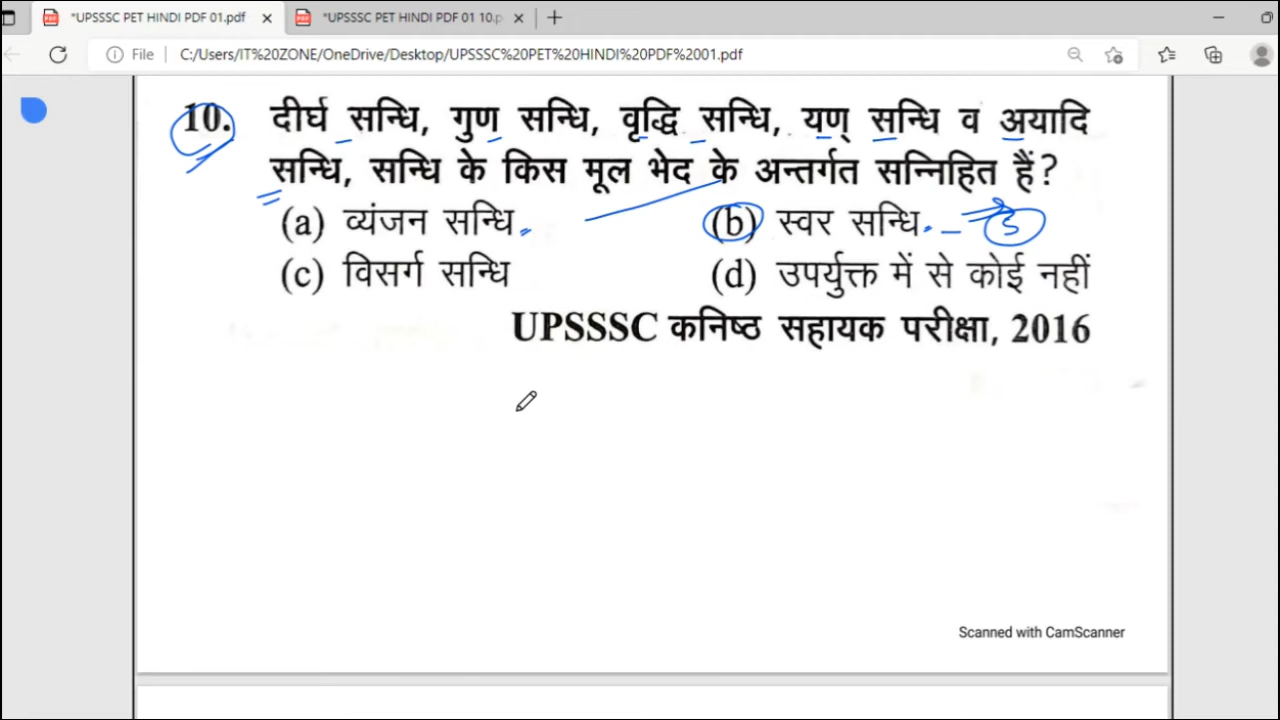 *UPSSSC PET HINDI PDF 01.pdf
*UPSSSC PET HINDI PDF 01 10.p
File
C:/Users/IT%20ZONE/OneDrive/Desktop/UPSSSC%20PET%20HINDI%20PDF%2001.pdf
10. दीर्घ सन्धि, गुण सन्धि, वृद्धि सन्धि, यण् सन्धि व अयादि
सन्धि, सन्धि के किस मूल भेद के अन्तर्गत सन्निहित हैं?
(a) व्यंजन सन्धि (b) स्वर सन्धि 5
(c) विसर्ग सन्धि (d) उपर्युक्त में से कोई नहीं
UPSSSC कनिष्ठ सहायक परीक्षा, 2016
Scanned with CamScanner